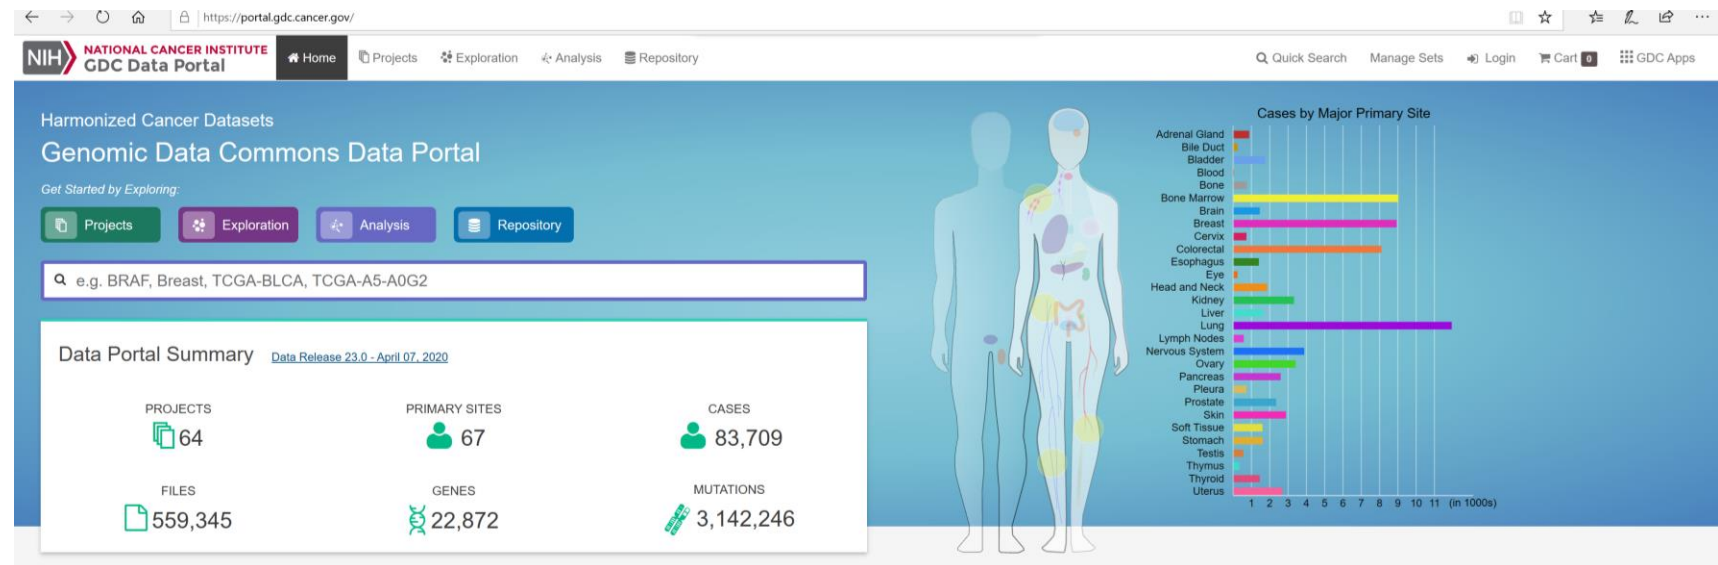 https://portal.gdc.cancer.gov/
NIH NATIONAL CANCER INSTITUTE
GDC Data Portal
Home
Projects
Exploration
Analysis
Repository
Quick Search
Manage Sets
Login
Cart 0
GDC Apps
Harmonized Cancer Datasets
Genomic Data Commons Data Portal
Get Started by Exploring:
Projects
Exploration
Analysis
Repository
e.g. BRAF, Breast, TCGA-BLCA, TCGA-A5-A0G2
Data Portal Summary
Data Release 23.0 - April 07, 2020
PROJECTS
64
PRIMARY SITES
67
CASES
83,709
FILES
559,345
GENES
22,872
MUTATIONS
3,142,246
Cases by Major Primary Site
Adrenal Gland
Bile Duct
Bladder
Blood
Bone
Bone Marrow
Brain
Breast
Cervix
Colorectal
Esophagus
Eye
Head and Neck
Kidney
Liver
Lung
Lymph Nodes
Nervous System
Ovary
Pancreas
Pleura
Prostate
Skin
Soft Tissue
Stomach
Testis
Thymus
Thyroid
Uterus
1 2 3 4 5 6 7 8 9 10 11 (in 1000s)